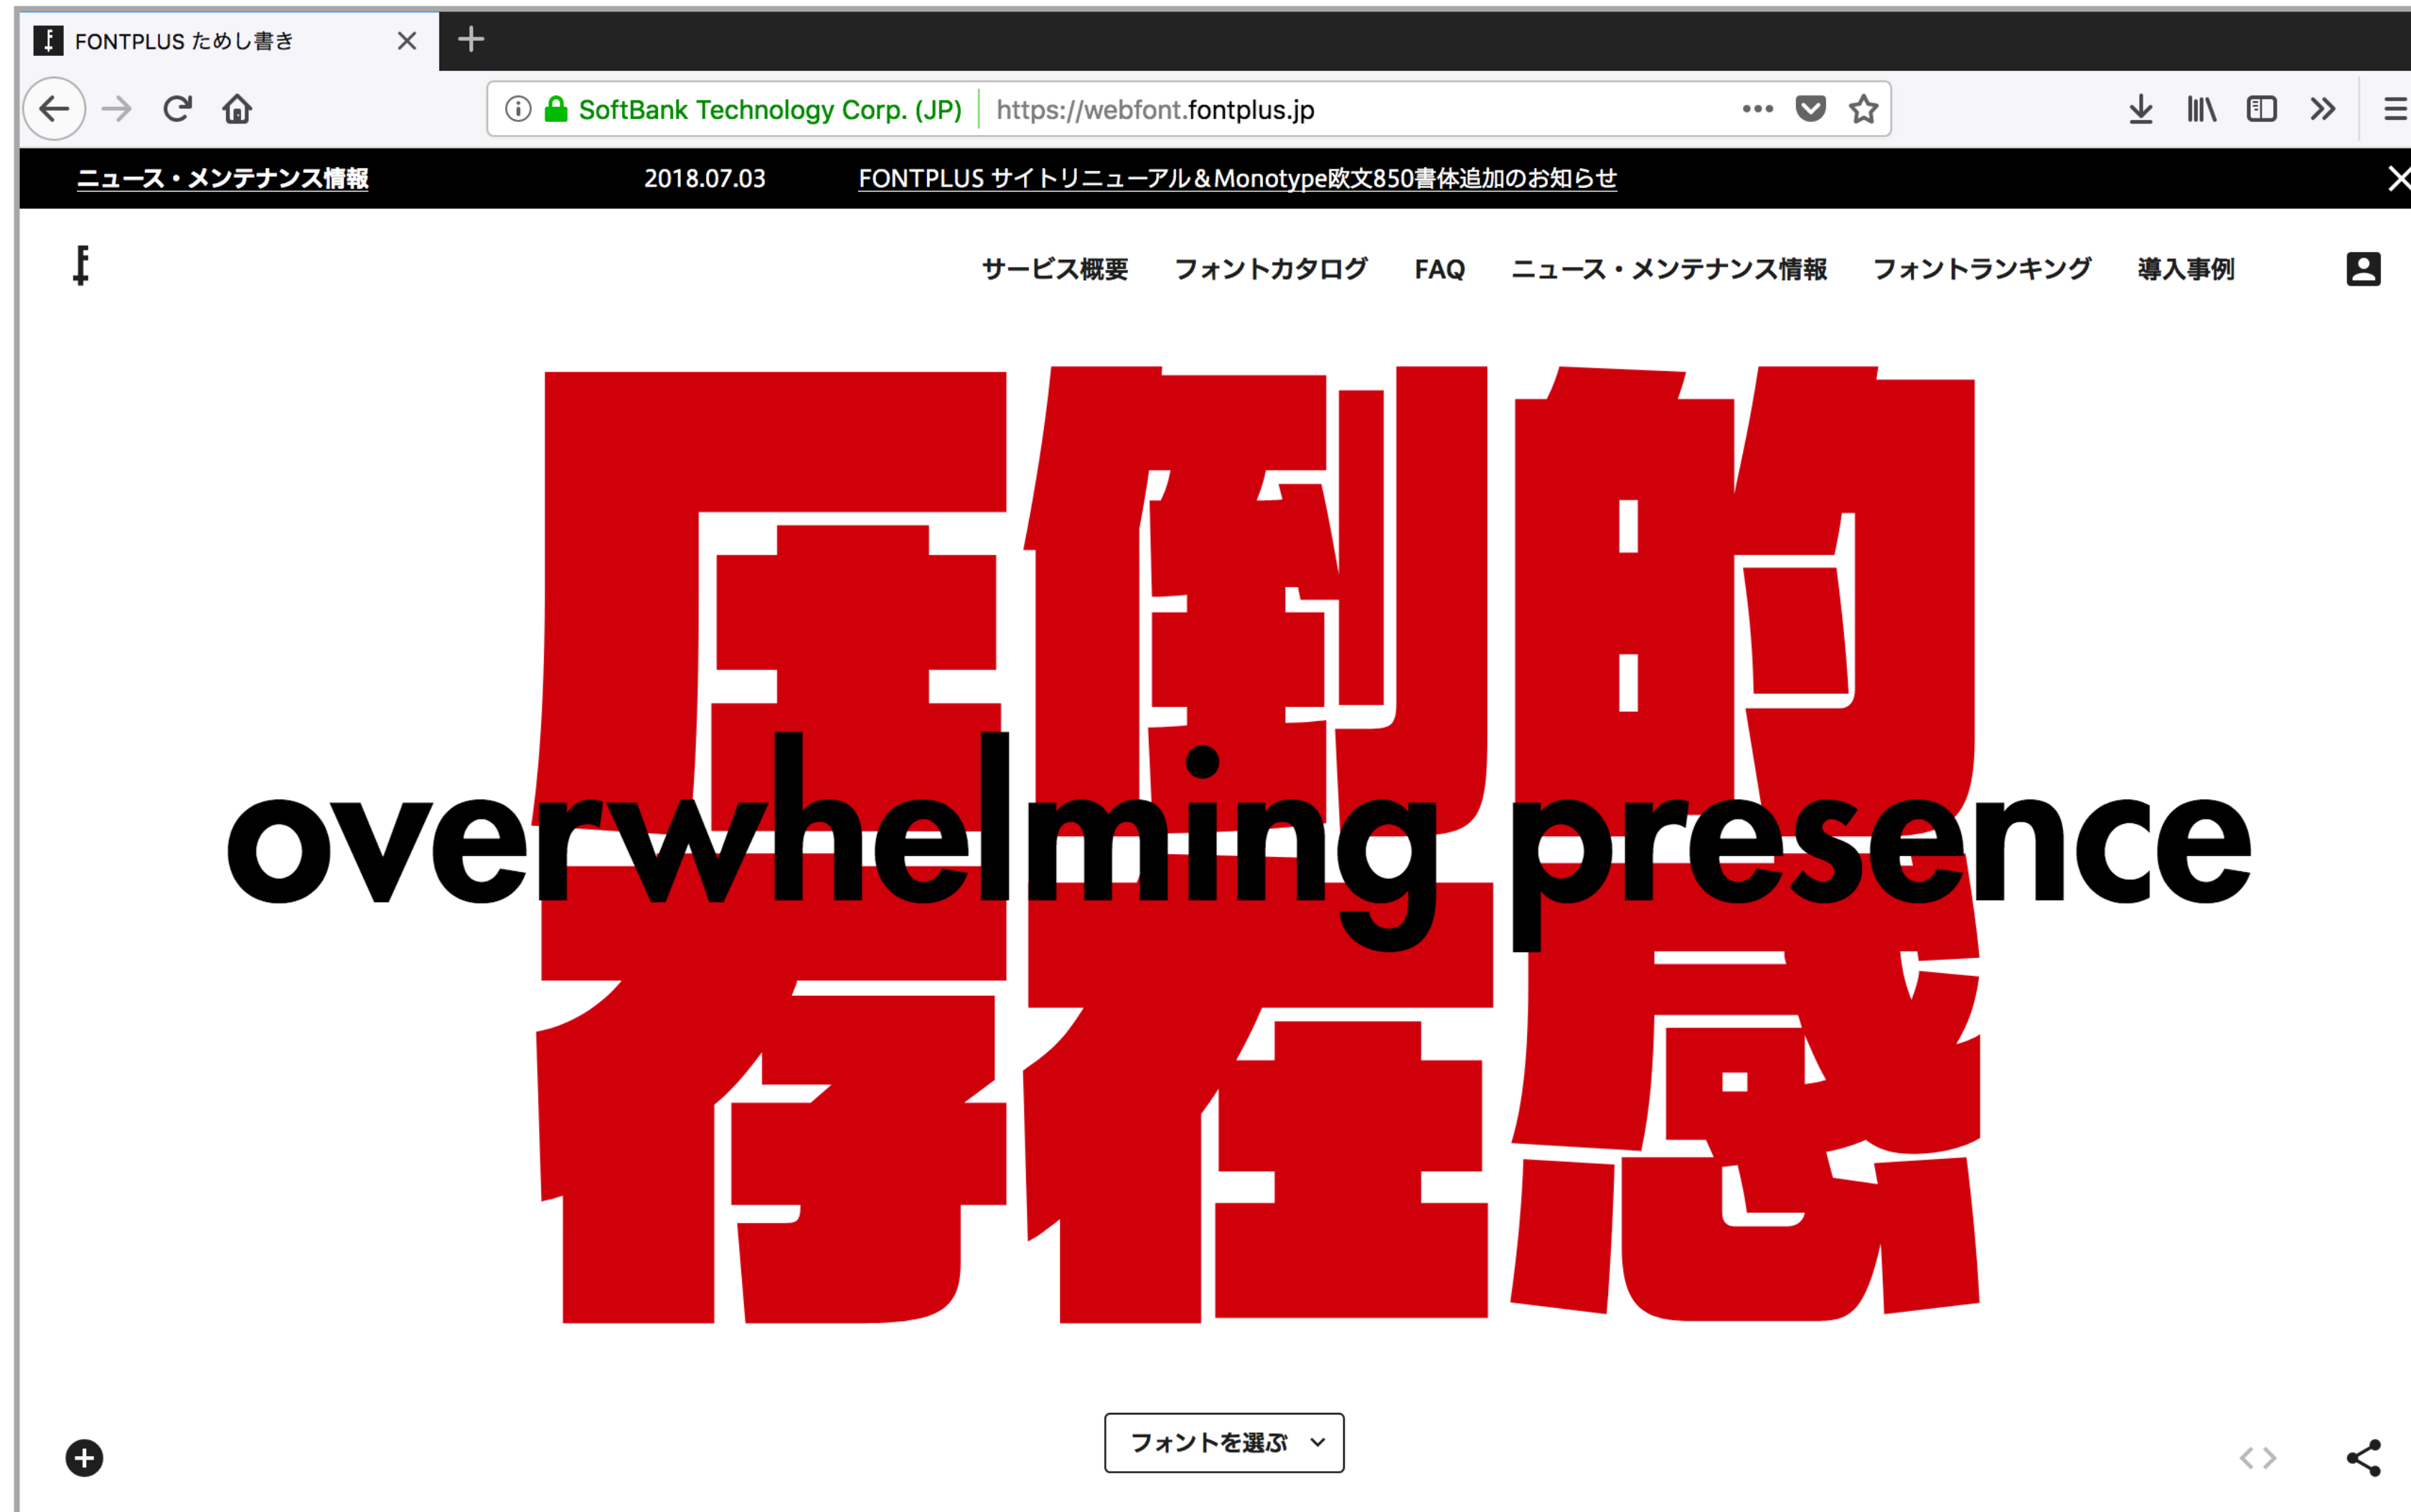 FONTPLUS ためし書き
SoftBank Technology Corp. (JP) https://webfont.fontplus.jp
ニュース・メンテナンス情報 2018.07.03 FONTPLUS サイトリニューアル＆Monotype欧文850書体追加のお知らせ
サービス概要 フォントカタログ FAQ ニュース・メンテナンス情報 フォントランキング 導入事例
圧倒的
overwhelming presence
存在感
フォントを選ぶ